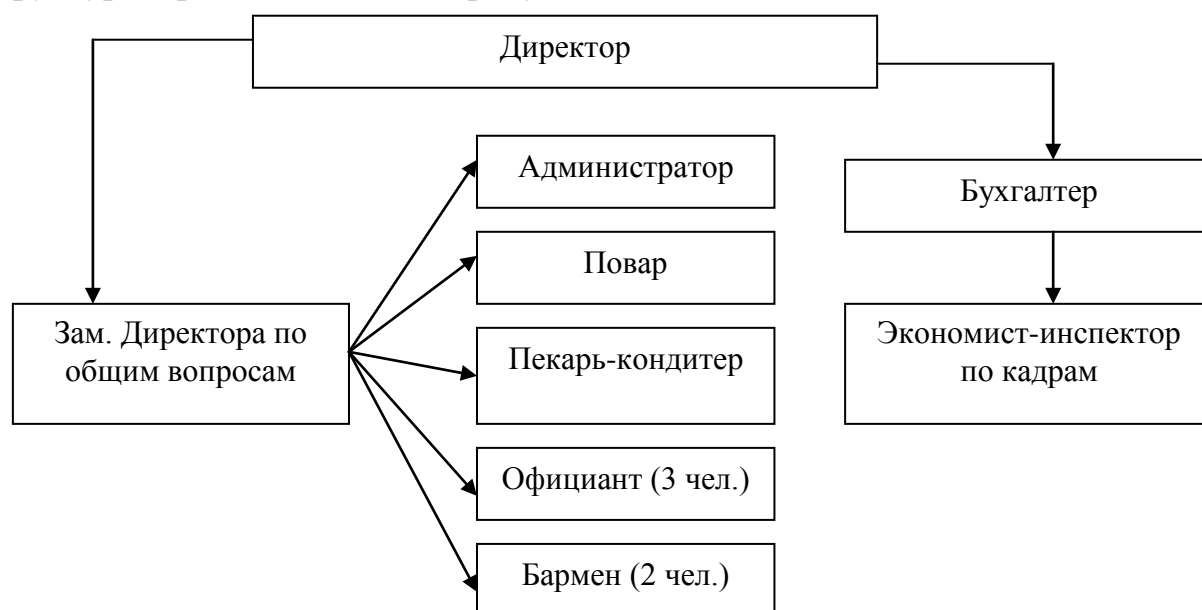 Директор
Администратор
Бухгалтер
Повар
Зам. Директора по
общим вопросам
Экономист-инспектор
по кадрам
Пекарь-кондитер
Официант (3 чел.)
Бармен (2 чел.)